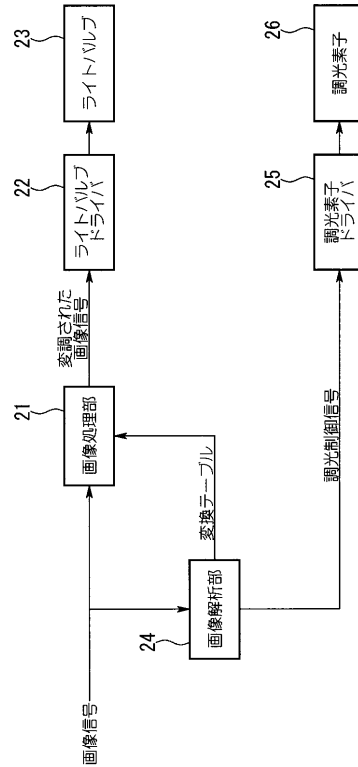 画像信号
21
画像処理部
変調された
画像信号
22
ライトバルブ
ドライバ
23
ライトバルブ
24
画像解析部
変換テーブル
調光制御信号
25
調光素子
ドライバ
26
調光素子